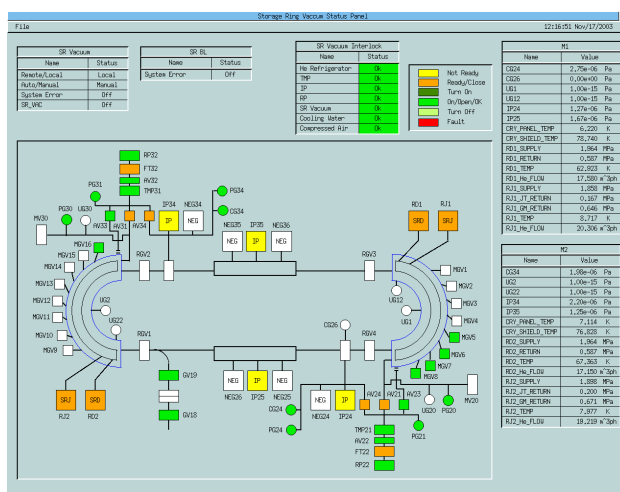 Storage Ring Vaccum Status Panel
File
12:16:51 Nov/17/2003
SR Vacuum
Name Status
Remote/Local Local
Auto/Manual Manual
System Error Off
SR_VAC Off
SR BL
Name Status
System Error Off
SR Vacuum Interlock
Name Status
He Refrigerator Ok
TMP Ok
IP Ok
RP Ok
SR Vacuum Ok
Cooling Water Ok
Compressed Air Ok
Not Ready
Ready/Close
Turn On
On/Open/OK
Turn Off
Fault
M1
Name Value
CG24 2.75e-06 Pa
CG26 0.00e+00 Pa
UG1 1.00e-15 Pa
UG12 1.00e-15 Pa
IP24 1.27e-06 Pa
IP25 1.67e-06 Pa
CRY_PANEL_TEMP 6.220 K
CRY_SHIELD_TEMP 78.740 K
RD1_SUPPLY 1.964 MPa
RD1_RETURN 0.587 MPa
RD1_TEMP 62.923 K
RD1_He_FLOW 17.580 m^3ph
RJ1_SUPPLY 1.858 MPa
RJ1_JT_RETURN 0.167 MPa
RJ1_GM_RETURN 0.646 MPa
RJ1_TEMP 8.717 K
RJ1_He_FLOW 20.306 m^3ph
M2
Name Value
CG34 1.98e-06 Pa
UG2 1.00e-15 Pa
UG22 1.00e-15 Pa
IP34 2.20e-06 Pa
IP35 1.25e-06 Pa
CRY_PANEL_TEMP 7.114 K
CRY_SHIELD_TEMP 76.828 K
RD2_SUPPLY 1.964 MPa
RD2_RETURN 0.587 MPa
RD2_TEMP 67.363 K
RD2_He_FLOW 17.150 m^3ph
RJ2_SUPPLY 1.898 MPa
RJ2_JT_RETURN 0.200 MPa
RJ2_GM_RETURN 0.671 MPa
RJ2_TEMP 7.977 K
RJ2_He_FLOW 19.219 m^3ph
RP32
FT32
AV32
TMP31
PG31
IP34 NEG34
PG34
CG34
RD1 RJ1
PG30 UG30
MV30
AV33 AV31 AV34
IP NEG
NEG35 IP35 NEG36
NEG IP NEG
SRD SRJ
MGV16
MGV15
MGV14
MGV13
MGV12
MGV11
MGV10
MGV9
RGV2
RGV3
UG2
UG22
UG12
UG1
MGV1
MGV2
MGV3
MGV4
MGV5
MGV6
MGV7
MGV8
RGV1
CG26
RGV4
SRJ SRD
RJ2 RD2
GV19
GV18
NEG IP NEG
NEG26 IP25 NEG25
CG24
PG24
NEG IP
NEG24 IP24
AV24 AV21 AV23
UG20 PG20
MV20
PG21
TMP21
AV22
FT22
RP22